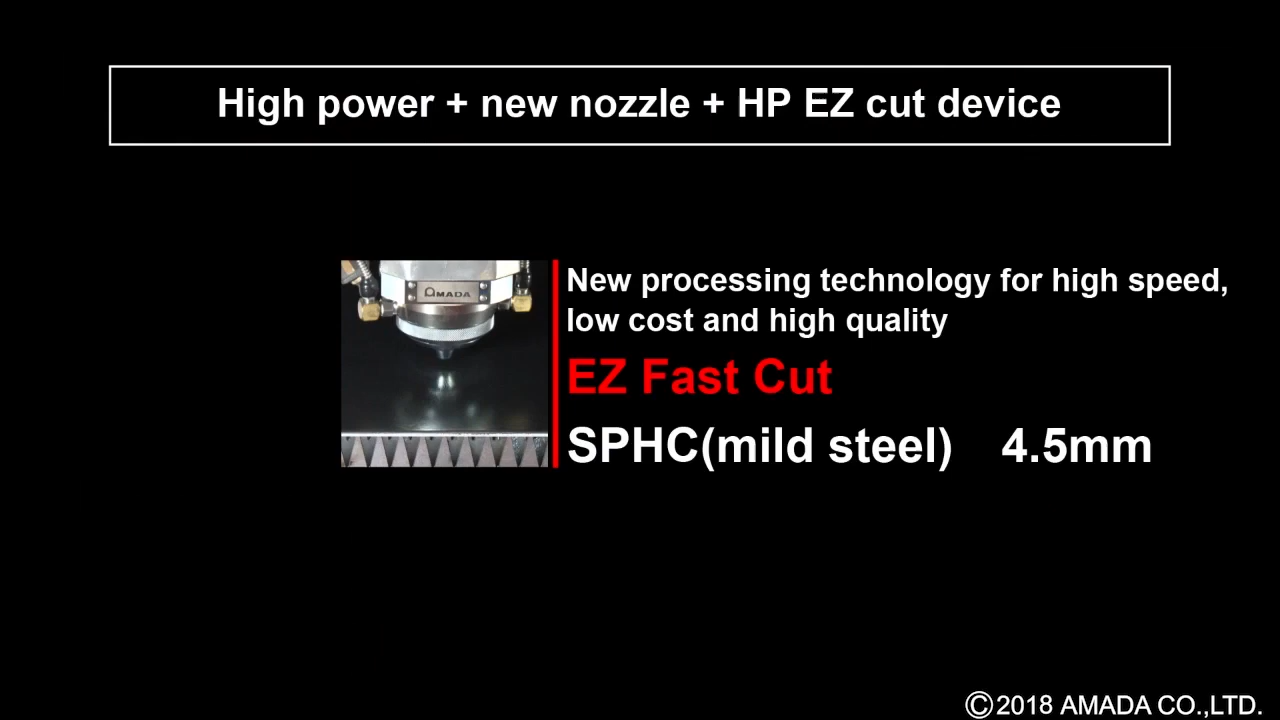 High power + new nozzle + HP EZ cut device
AMADA
New processing technology for high speed,
low cost and high quality
EZ Fast Cut
SPHC(mild steel) 4.5mm
©2018 AMADA CO.,LTD.